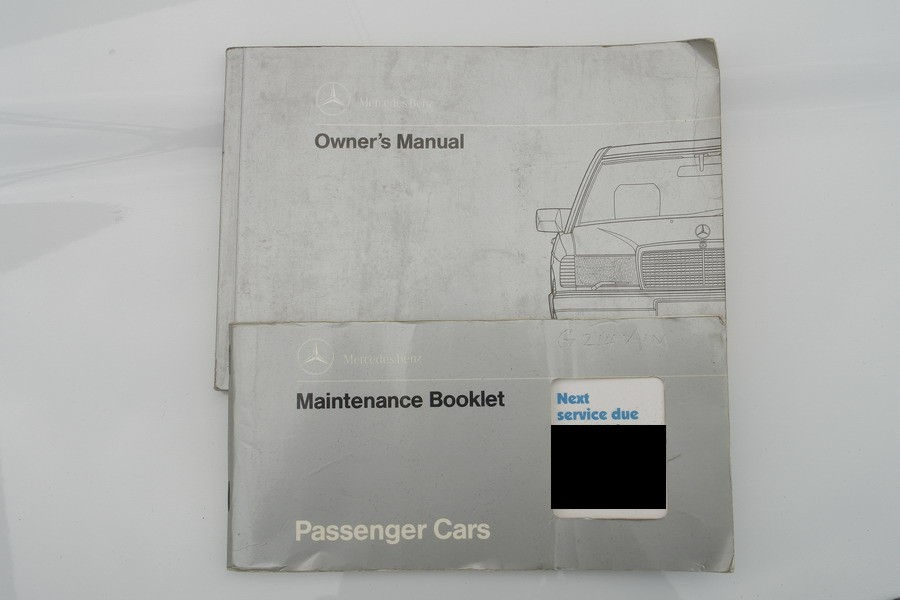 Mercedes-Benz
Owner's Manual
Mercedes-Benz
Maintenance Booklet
Next
service due
Passenger Cars